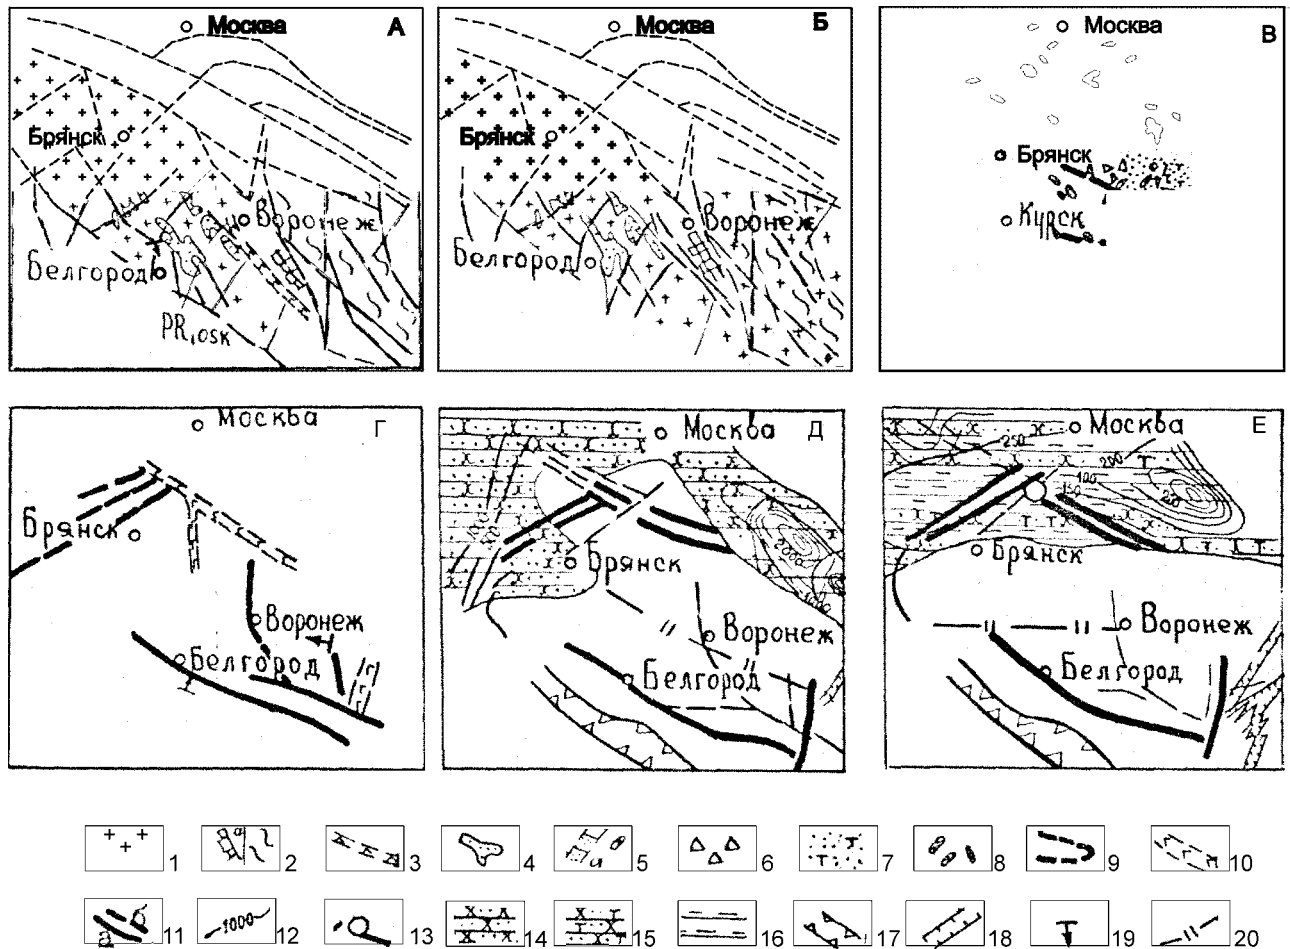 Москва А
Брянск
Воронеж
Белгород
PR₁osk
Москва Б
Брянск
Воронеж
Белгород
Москва В
Брянск
Курск
Москва Г
Брянск
Воронеж
Белгород
Москва Д
Брянск
Воронеж
Белгород
Москва Е
250
200
100
150
Брянск
Воронеж
Белгород
1 2 3 4 а 5 6 7 8 9 10
а 11 1000 12 13 14 15 16 17 18 19 20